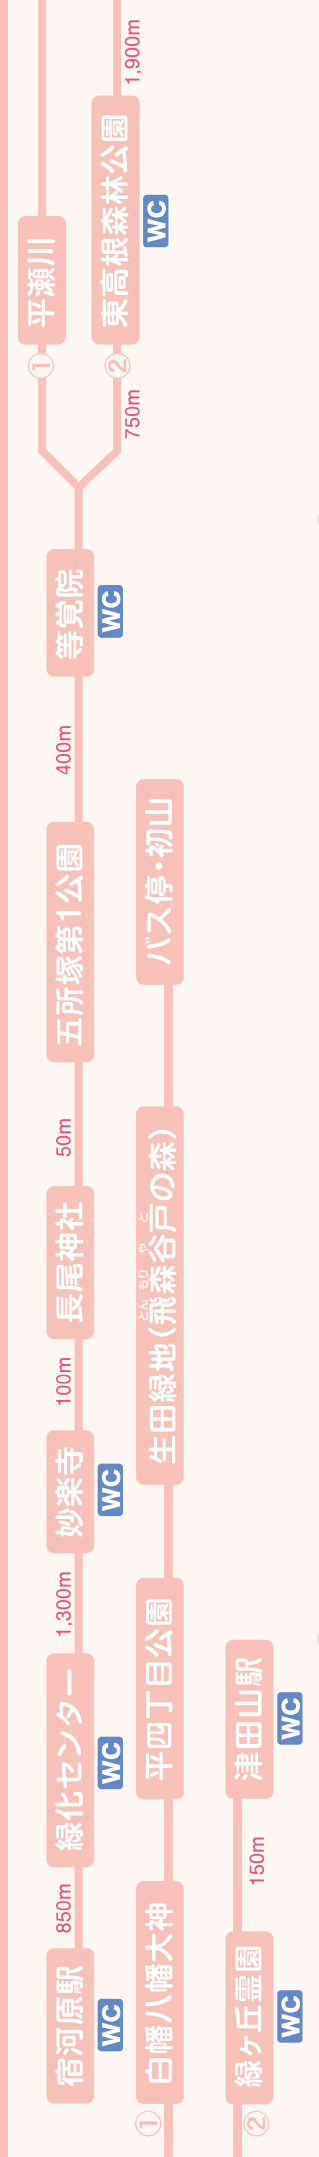 宿河原駅
WC
850m
緑化センター
WC
1,300m
妙楽寺
WC
100m
長尾神社
50m
五所塚第1公園
400m
等覚院
WC
①
平瀬川
②
750m
東高根森林公園
WC
1,900m
①
白幡八幡大神
平四丁目公園
生田緑地(飛森谷戸の森)
とん もり や と
バス停・初山
②
緑ヶ丘霊園
WC
150m
津田山駅
WC